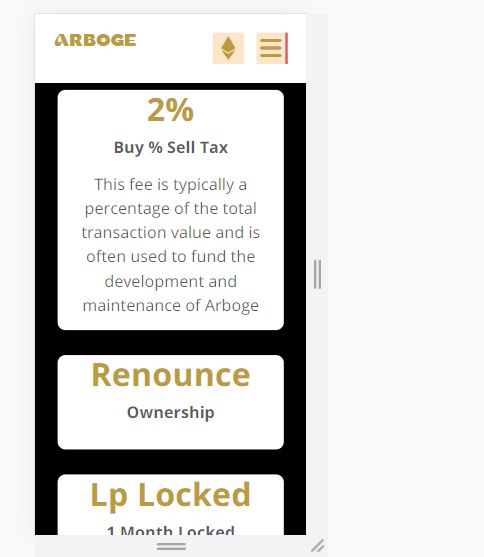 ARBOGE
2%
Buy % Sell Tax
This fee is typically a
percentage of the total
transaction value and is
often used to fund the
development and
maintenance of Arboge
Renounce
Ownership
Lp Locked
1 Month Locked